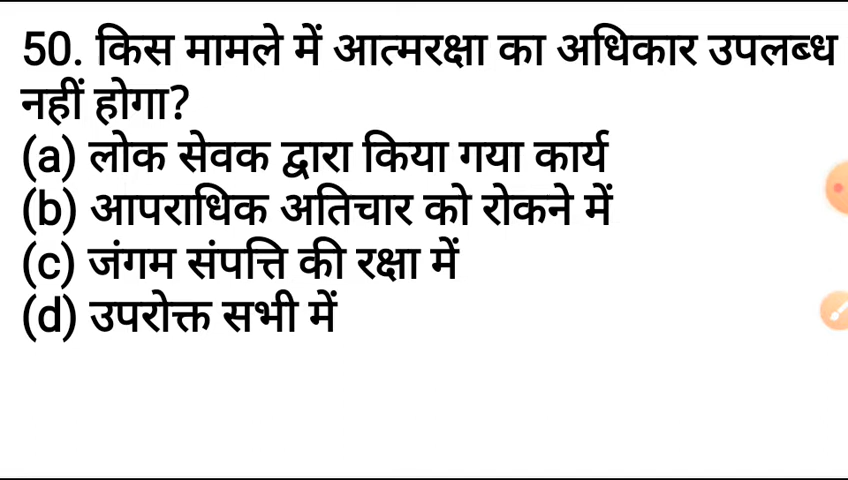 50. किस मामले में आत्मरक्षा का अधिकार उपलब्ध
नहीं होगा?
(a) लोक सेवक द्वारा किया गया कार्य
(b) आपराधिक अतिचार को रोकने में
(c) जंगम संपत्ति की रक्षा में
(d) उपरोक्त सभी में